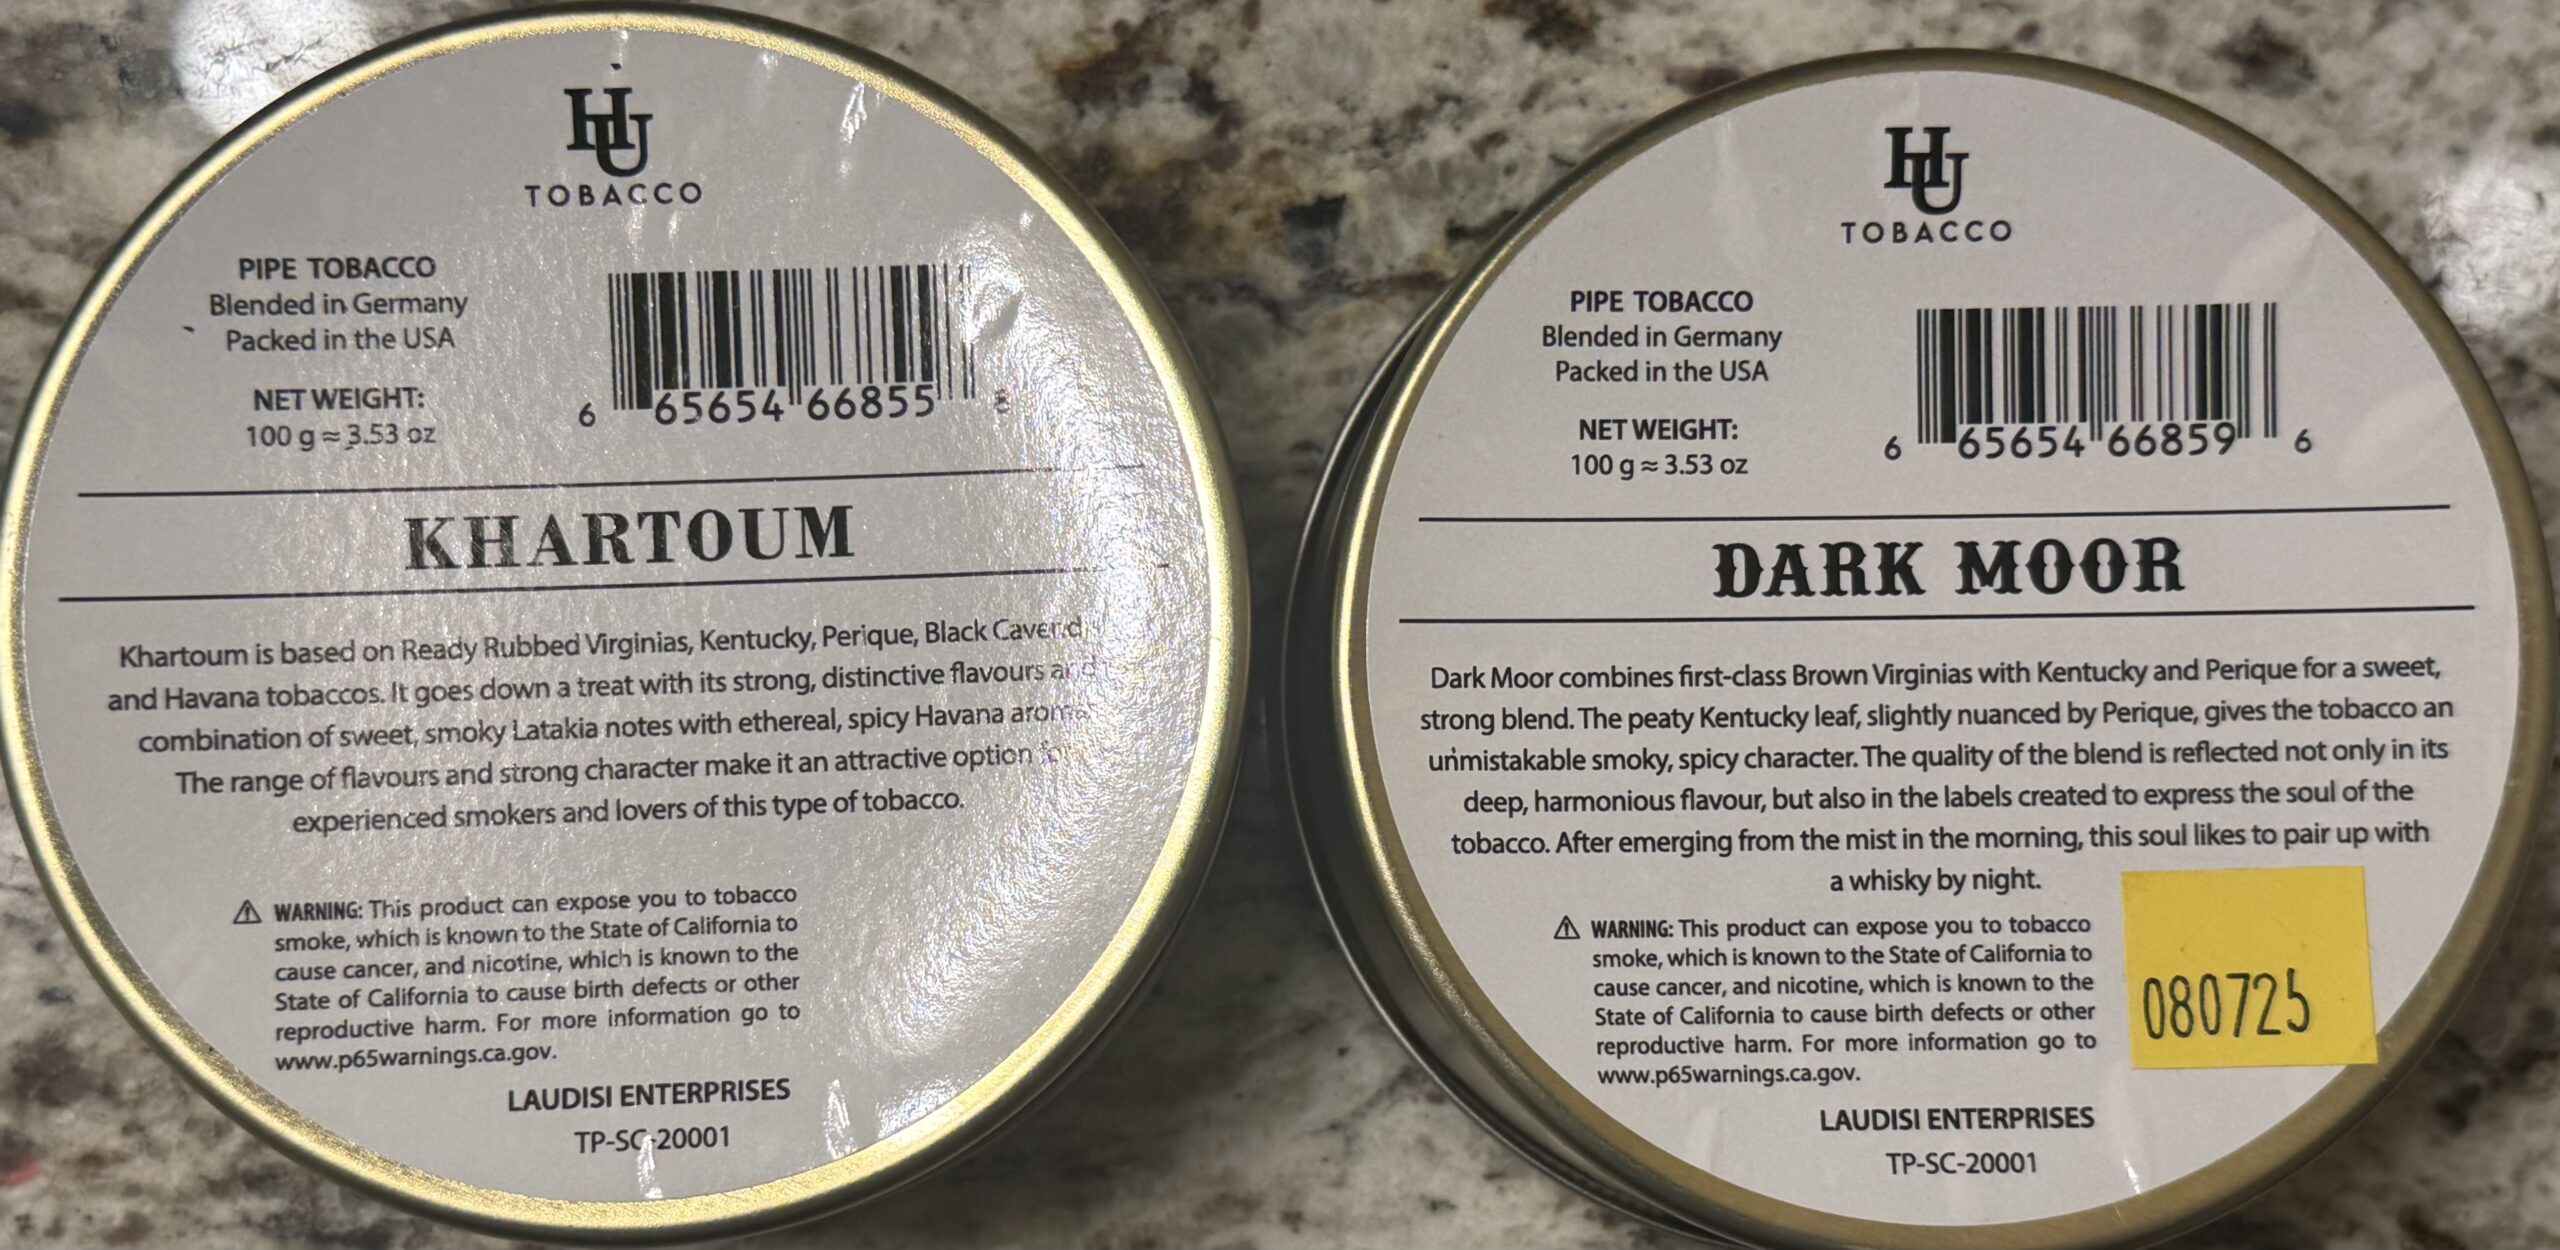 HU
TOBACCO
PIPE TOBACCO
Blended in Germany
Packed in the USA
NET WEIGHT:
100 g ≈ 3.53 oz
6 65654 66855 8
KHARTOUM
Khartoum is based on Ready Rubbed Virginias, Kentucky, Perique, Black
and Havana tobaccos. It goes down a treat with its strong, distinctive flavours and
combination of sweet, smoky Latakia notes with ethereal, spicy Havana
The range of flavours and strong character make it an attractive option for
experienced smokers and lovers of this type of tobacco.
⚠ WARNING: This product can expose you to tobacco
smoke, which is known to the State of California to
cause cancer, and nicotine, which is known to the
State of California to cause birth defects or other
reproductive harm. For more information go to
www.p65warnings.ca.gov.
LAUDISI ENTERPRISES
TP-SC-20001
HU
TOBACCO
PIPE TOBACCO
Blended in Germany
Packed in the USA
NET WEIGHT:
100 g ≈ 3.53 oz
6 65654 66859 6
DARK MOOR
Dark Moor combines first-class Brown Virginias with Kentucky and Perique for a sweet,
strong blend. The peaty Kentucky leaf, slightly nuanced by Perique, gives the tobacco an
unmistakable smoky, spicy character. The quality of the blend is reflected not only in its
deep, harmonious flavour, but also in the labels created to express the soul of the
tobacco. After emerging from the mist in the morning, this soul likes to pair up with
a whisky by night.
⚠ WARNING: This product can expose you to tobacco
smoke, which is known to the State of California to
cause cancer, and nicotine, which is known to the
State of California to cause birth defects or other
reproductive harm. For more information go to
www.p65warnings.ca.gov.
080725
LAUDISI ENTERPRISES
TP-SC-20001